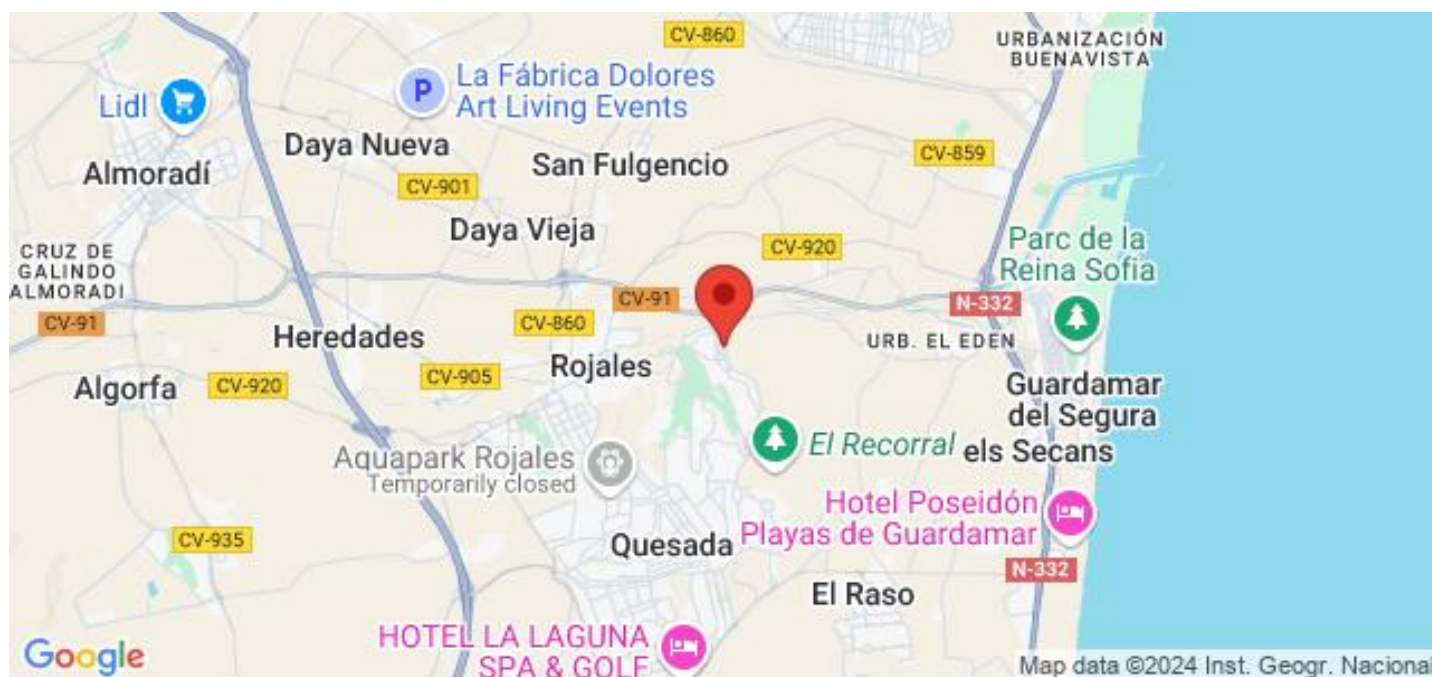 CV-860
URBANIZACIÓN
BUENAVISTA
Lidl
P
La Fábrica Dolores
Art Living Events
Daya Nueva
San Fulgencio
CV-859
Almoradí
CV-901
Daya Vieja
CV-920
Parc de la
Reina Sofia
CRUZ DE
GALINDO
ALMORADI
CV-91
N-332
CV-91
Heredades
CV-860
URB. EL EDEN
Rojales
Algorfa
CV-920
CV-905
Guardamar
del Segura
El Recorral
els Secans
Aquapark Rojales
Temporarily closed
Hotel Poseidón
Playas de Guardamar
CV-935
Quesada
N-332
El Raso
HOTEL LA LAGUNA
SPA & GOLF
Google
Map data ©2024 Inst. Geogr. Nacional